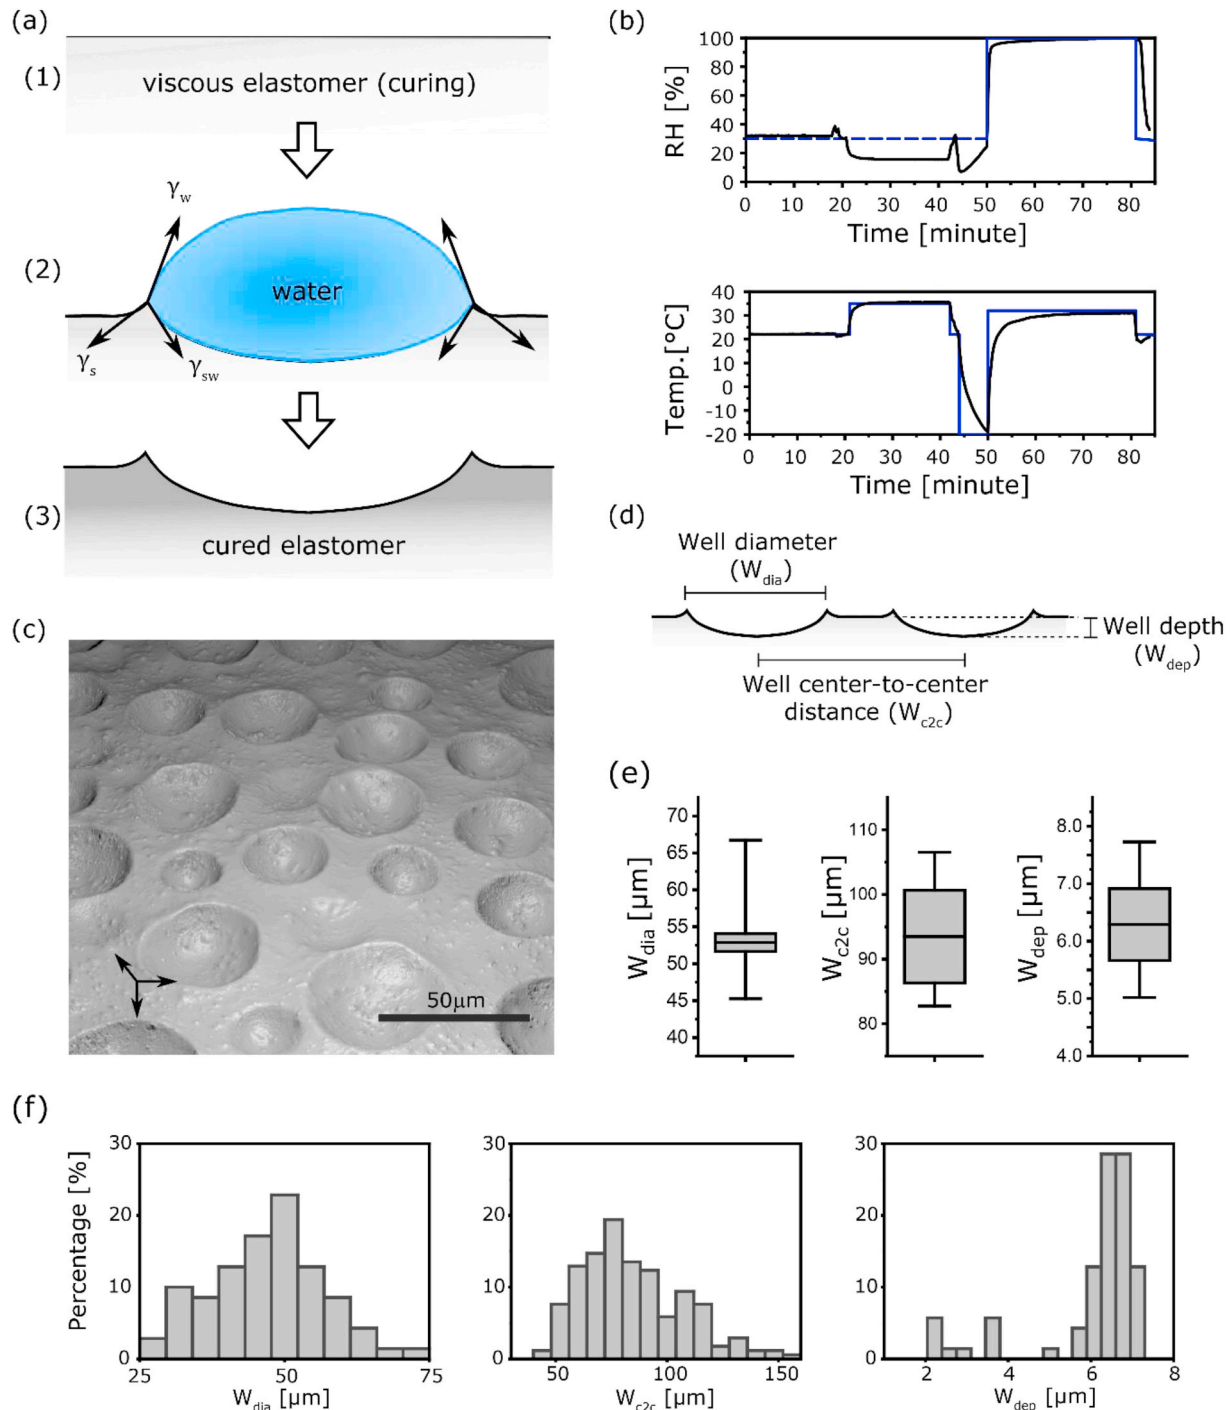 (a)
(1)
viscous elastomer (curing)
γw
(2)
water
γs
γsw
(3)
cured elastomer
(b)
RH [%]
100
80
60
40
20
0
0 10 20 30 40 50 60 70 80
Time [minute]
Temp.[°C]
40
30
20
10
0
-10
-20
0 10 20 30 40 50 60 70 80
Time [minute]
(c)
50μm
(d)
Well diameter
(Wdia)
Well depth
(Wdep)
Well center-to-center
distance (Wc2c)
(e)
Wdia [μm]
70
65
60
55
50
45
40
Wc2c [μm]
110
100
90
80
Wdep [μm]
8.0
7.0
6.0
5.0
4.0
(f)
Percentage [%]
30
20
10
0
25 50 75
Wdia [μm]
30
20
10
0
50 100 150
Wc2c [μm]
30
20
10
0
2 4 6 8
Wdep [μm]